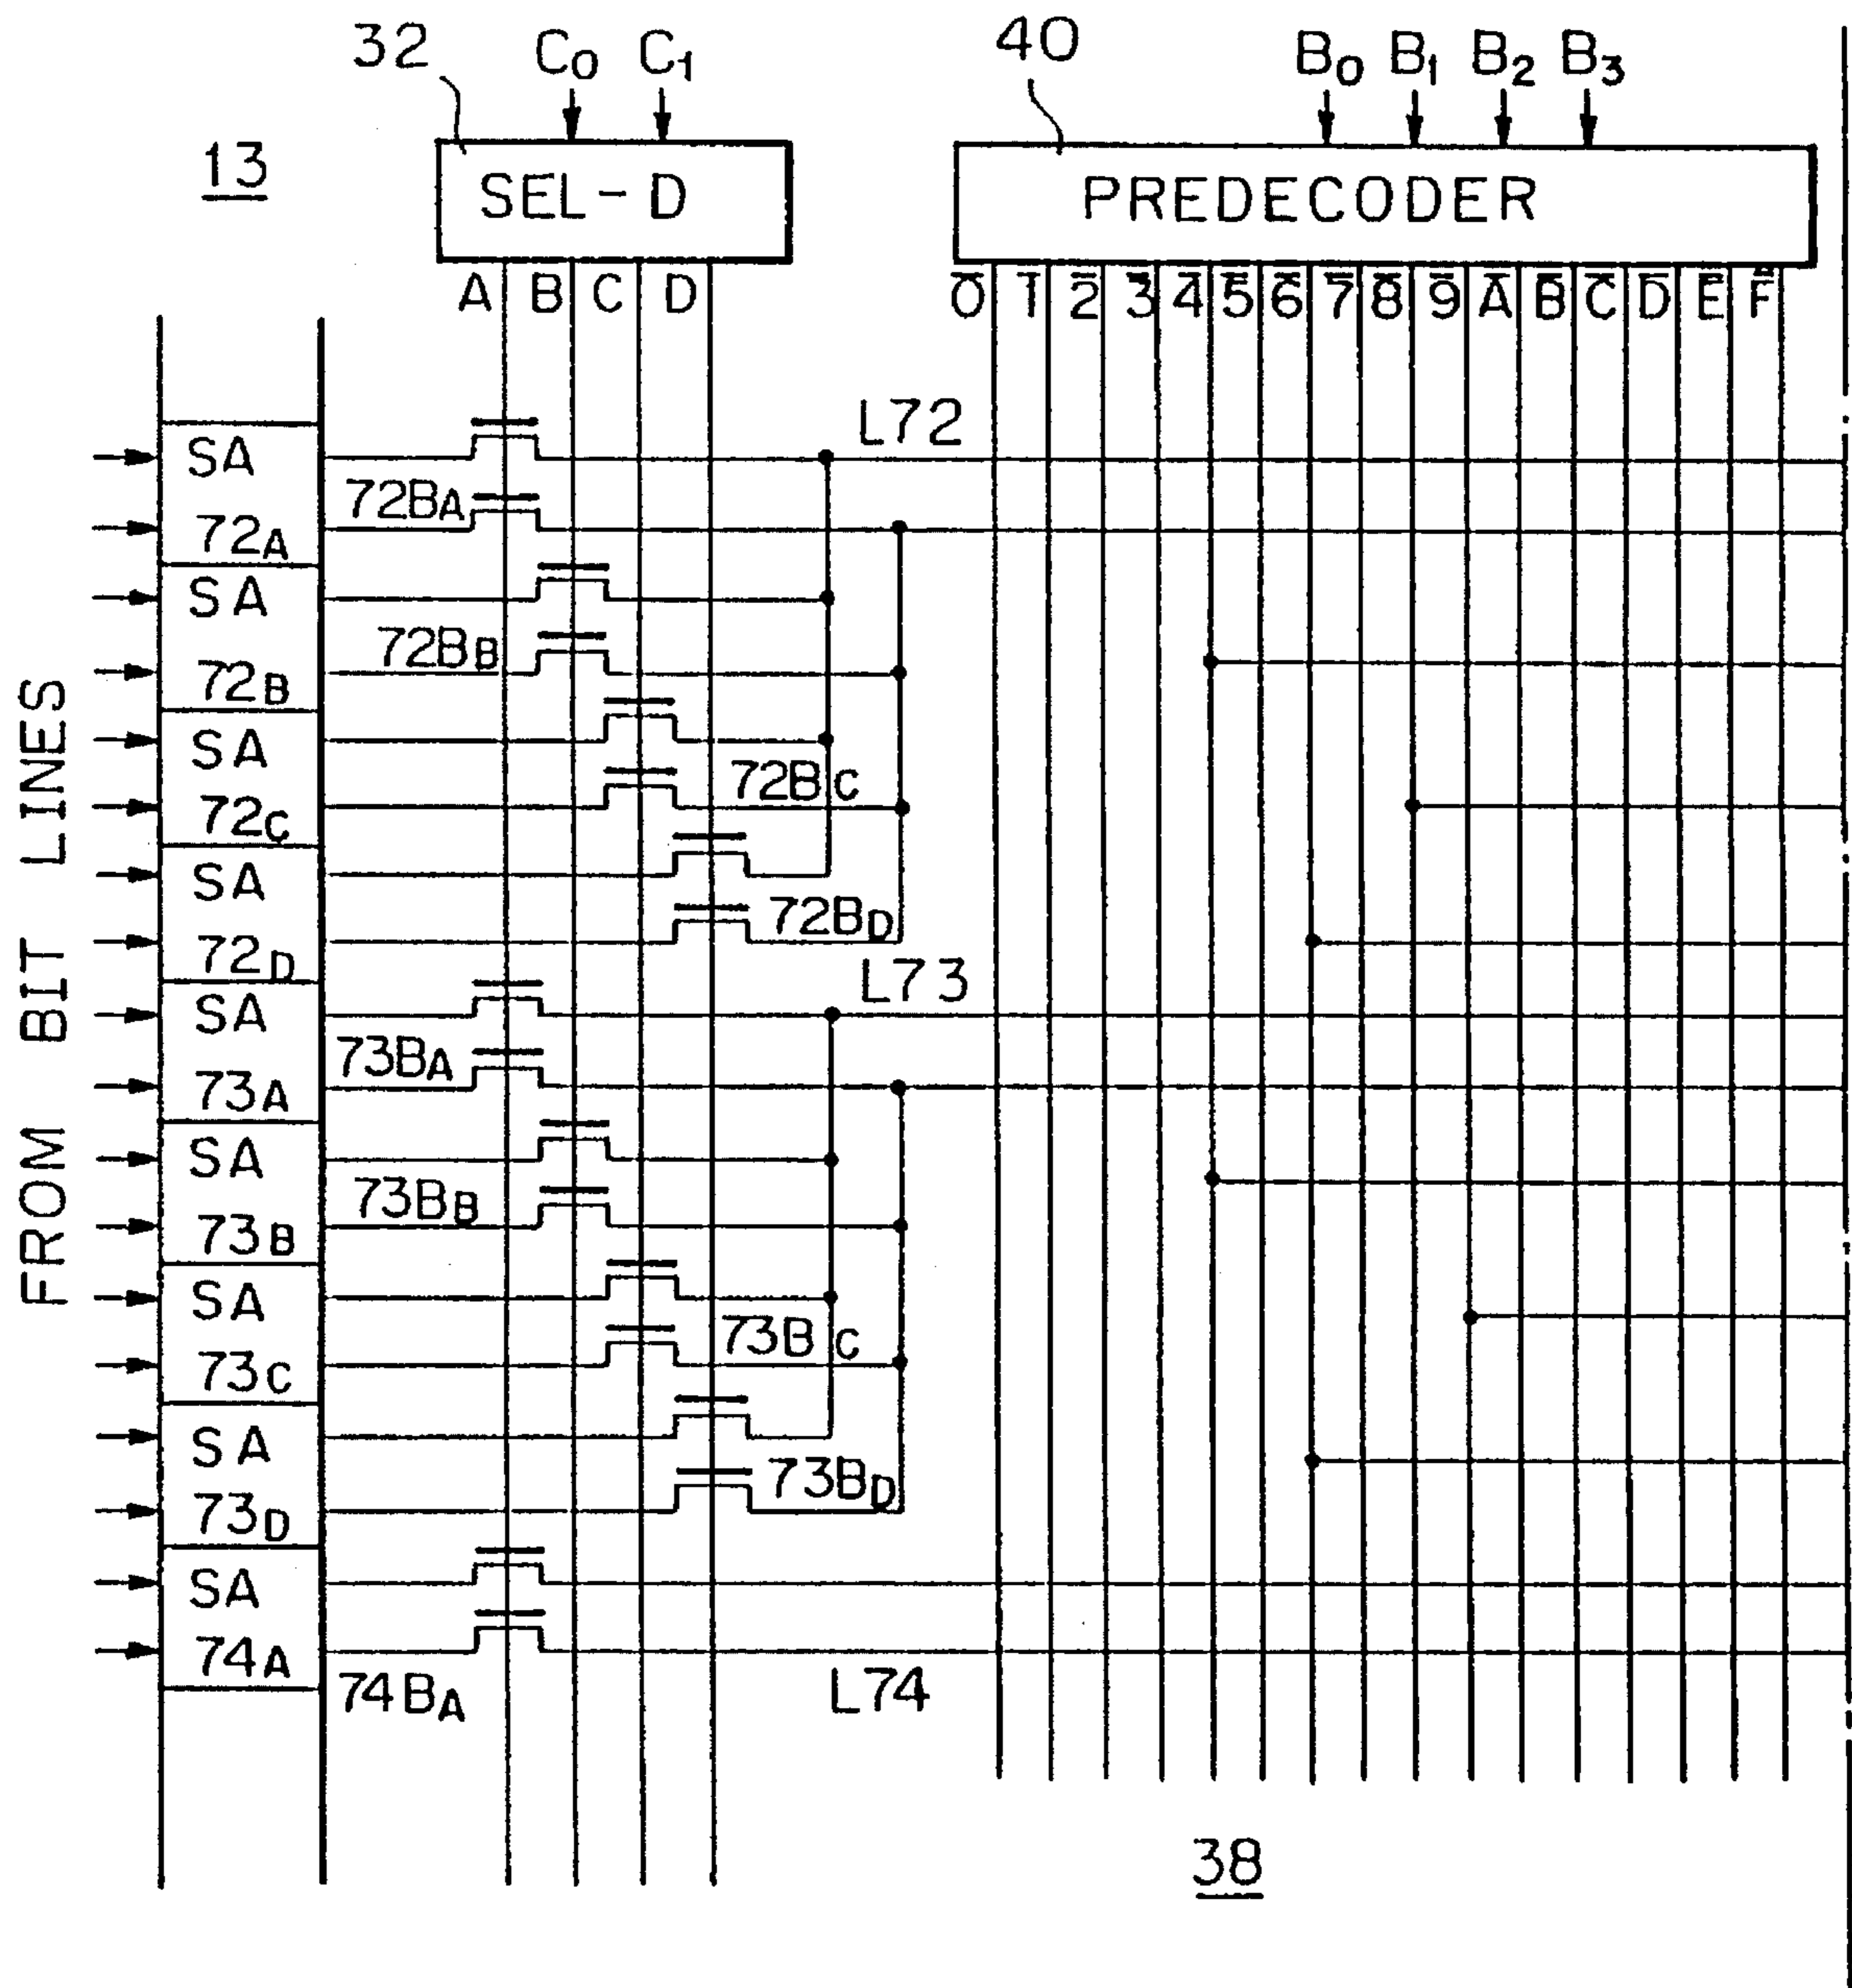 32 C₀ C₁ 40 B₀ B₁ B₂ B₃
13
SEL-D PREDECODER
A B C D 0̅ 1̅ 2̅ 3̅ 4̅ 5̅ 6̅ 7̅ 8̅ 9̅ A̅ B̅ C̅ D̅ E̅ F̅
L72
SA
72BA
72A
SA
72BB
72B
SA
72BC
72C
SA
72BD
72D
L73
SA
73BA
73A
SA
73BB
73B
SA
73BC
73C
SA
73BD
73D
SA
74A
74BA L74
FROM BIT LINES
38